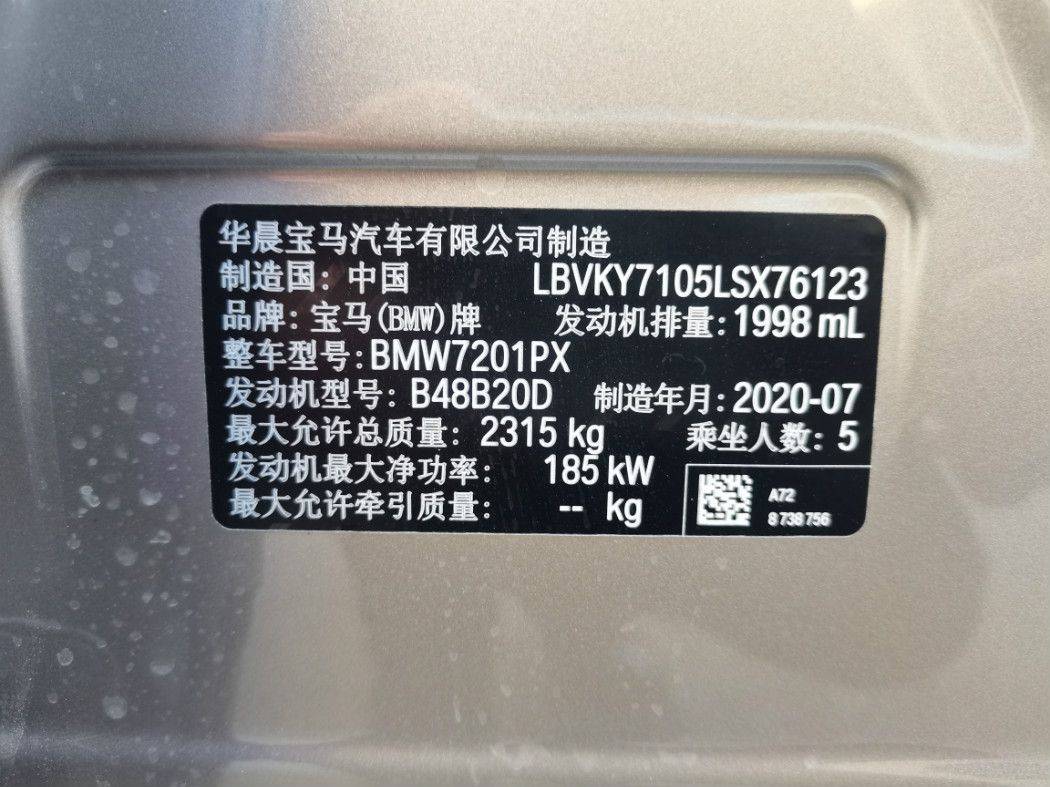 华晨宝马汽车有限公司制造
制造国：中国 LBVKY7105LSX76123
品牌：宝马(BMW)牌 发动机排量：1998 mL
整车型号：BMW7201PX
发动机型号：B48B20D 制造年月：2020-07
最大允许总质量：2315 kg 乘坐人数：5
发动机最大净功率：185 kW
最大允许牵引质量：-- kg
A72
8 738 756